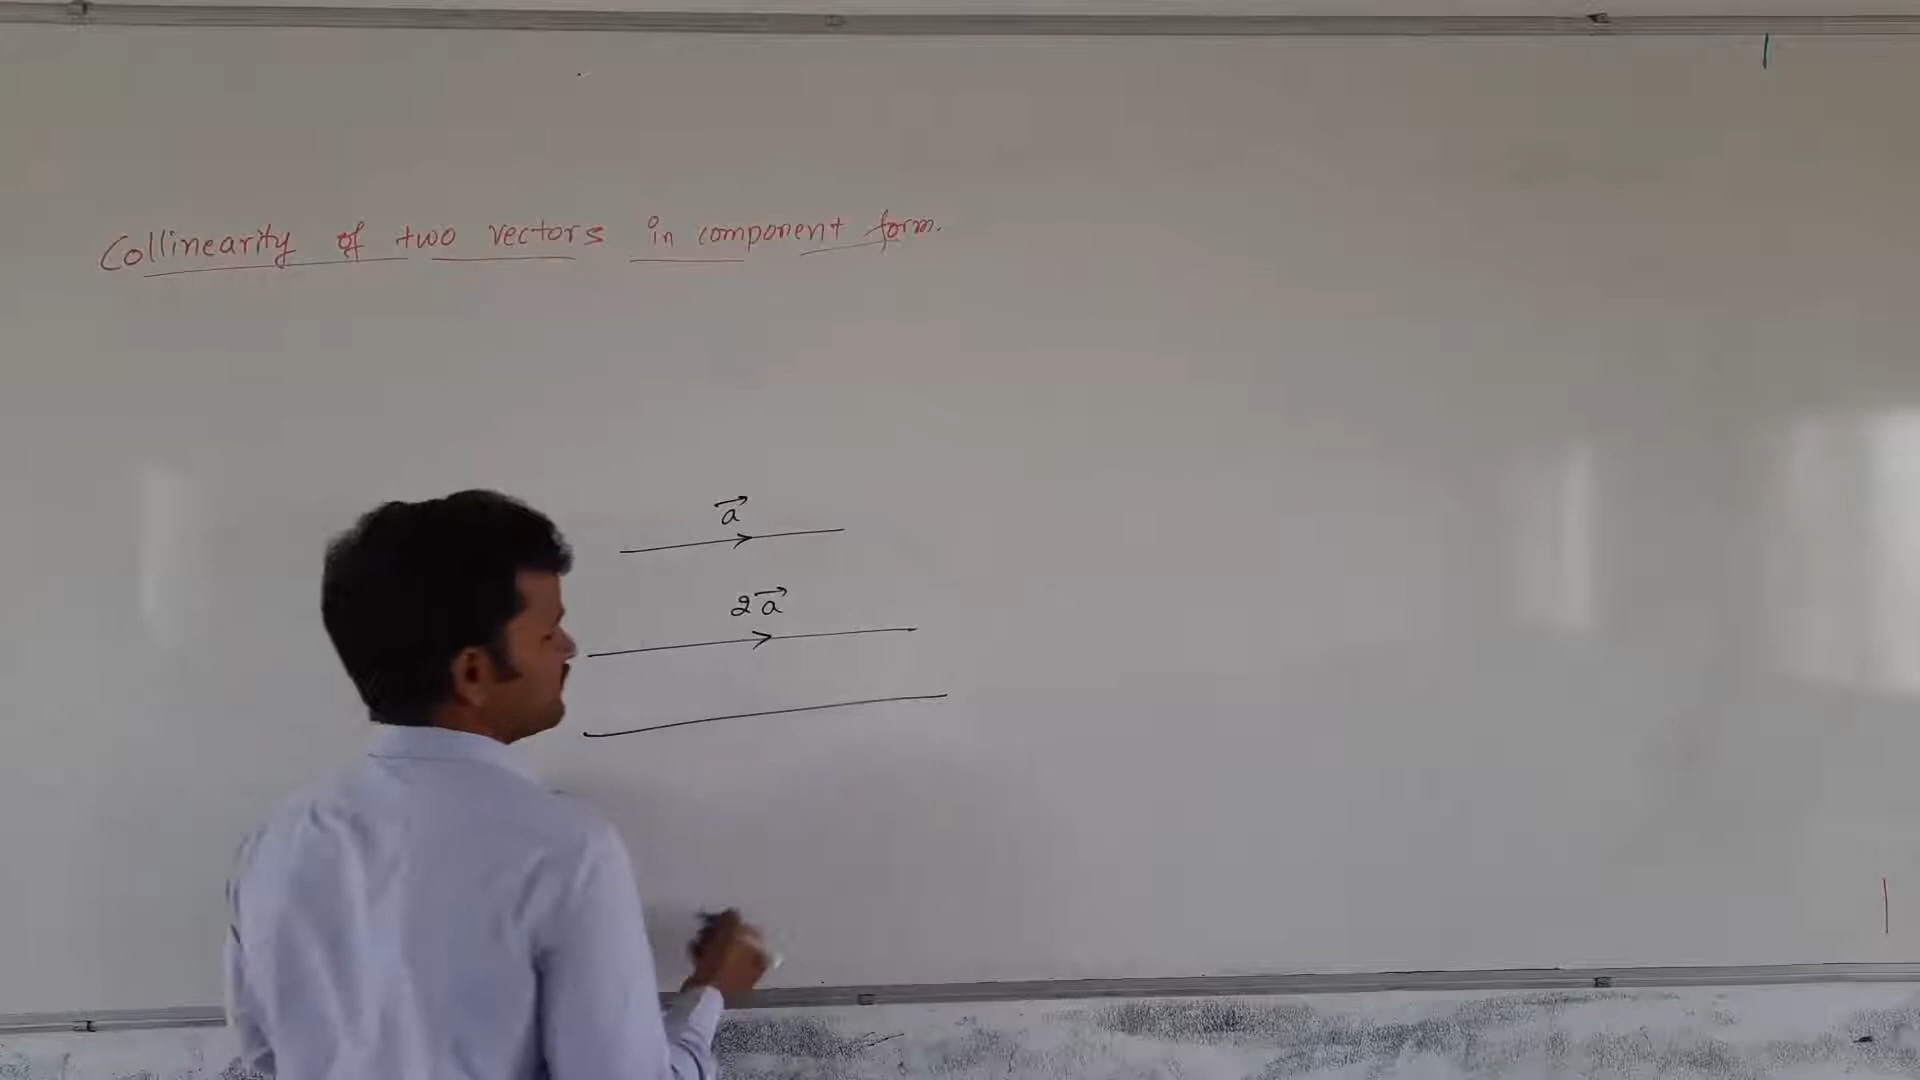 Collinearity of two vectors in component form.
a⃗
2a⃗